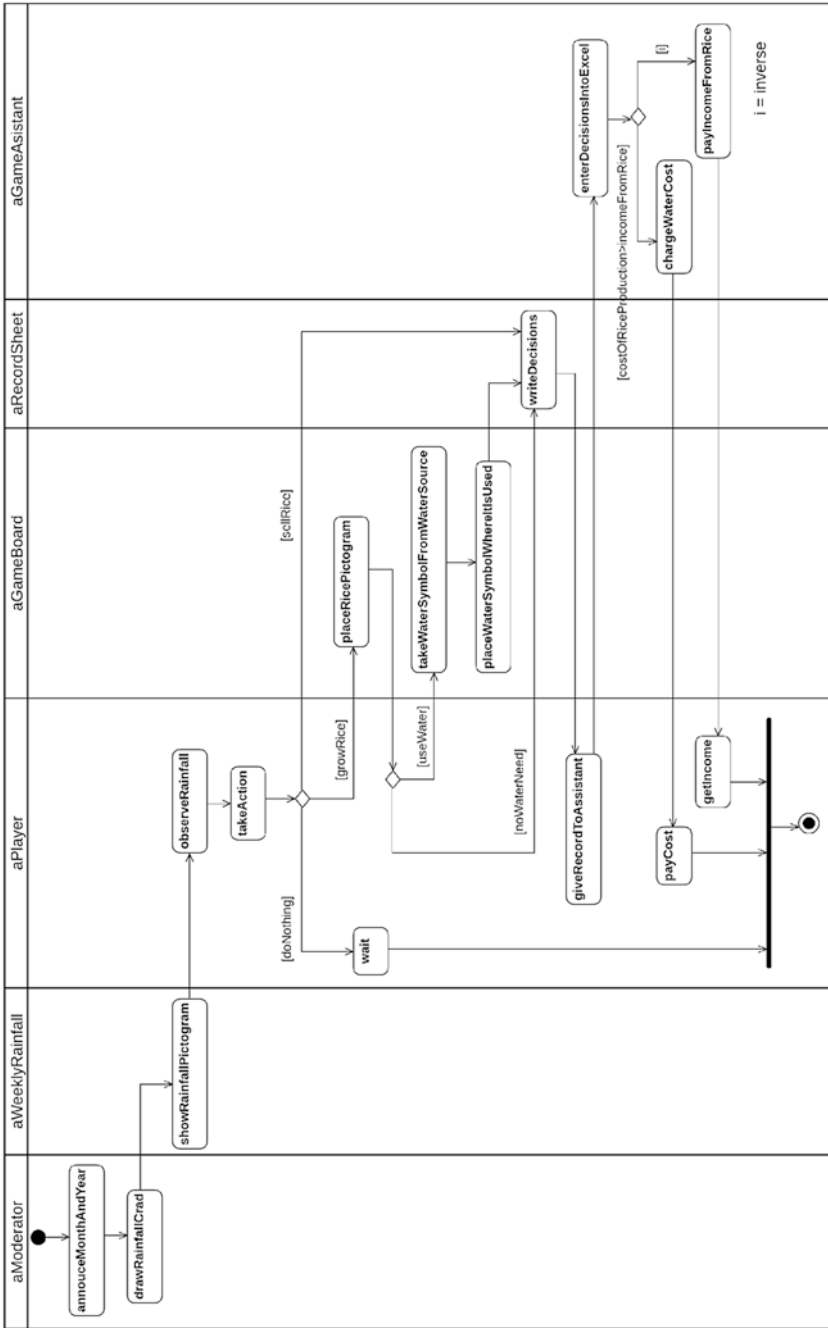 aModerator
aWeeklyRainfall
aPlayer
aGameBoard
aRecordSheet
aGameAsistant
annouceMonthAndYear
drawRainfallCrad
showRainfallPictogram
observeRainfall
takeAction
[doNothing]
[growRice]
[sellRice]
wait
placeRicePictogram
[useWater]
takeWaterSymbolFromWaterSource
placeWaterSymbolWhereItIsUsed
[noWaterNeed]
writeDecisions
giveRecordToAssistant
enterDecisionsIntoExcel
[costOfRiceProduction>incomeFromRice]
[i]
chargeWaterCost
payIncomeFromRice
payCost
getIncome
i = inverse